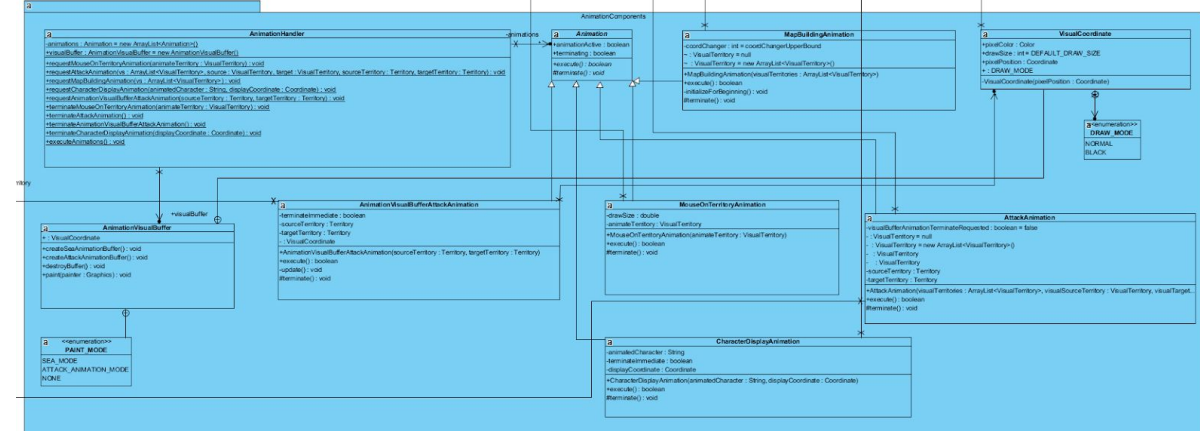 a
AnimationComponents
a
AnimationHandler
-animations : Animation = new ArrayList<Animation>()
+visualBuffer : AnimationVisualBuffer = new AnimationVisualBuffer()
+requestMouseOnTerritoryAnimation(animateTerritory : VisualTerritory) : void
+requestAttackAnimation(vs : ArrayList<VisualTerritory>, source : VisualTerritory, target : VisualTerritory, sourceTerritory : Territory, targetTerritory : Territory) : void
+requestMapBuildingAnimation(vs : ArrayList<VisualTerritory>) : void
+requestCharacterDisplayAnimation(animatedCharacter : String, displayCoordinate : Coordinate) : void
+requestAnimationVisualBufferAttackAnimation(sourceTerritory : Territory, targetTerritory : Territory) : void
+terminateMouseOnTerritoryAnimation(animateTerritory : VisualTerritory) : void
+terminateAttackAnimation() : void
+terminateAnimationVisualBufferAttackAnimation() : void
+terminateCharacterDisplayAnimation(displayCoordinate : Coordinate) : void
+executeAnimations() : void
-animations
*
a
Animation
+animationActive : boolean
+terminating : boolean
+execute() : boolean
#terminate() : void
a
MapBuildingAnimation
-coordChanger : int = coordChangerUpperBound
~ : VisualTerritory = null
~ : VisualTerritory = new ArrayList<VisualTerritory>()
+MapBuildingAnimation(visualTerritories : ArrayList<VisualTerritory>)
+execute() : boolean
-initializeForBeginning() : void
#terminate() : void
a
VisualCoordinate
+pixelColor : Color
+drawSize : int = DEFAULT_DRAW_SIZE
+pixelPosition : Coordinate
+ : DRAW_MODE
-VisualCoordinate(pixelPosition : Coordinate)
a
<<enumeration>>
DRAW_MODE
NORMAL
BLACK
+visualBuffer
a
AnimationVisualBuffer
+ : VisualCoordinate
+createSeaAnimationBuffer() : void
+createAttackAnimationBuffer() : void
+destroyBuffer() : void
+paint(painter : Graphics) : void
a
AnimationVisualBufferAttackAnimation
-terminateImmediate : boolean
-sourceTerritory : Territory
-targetTerritory : Territory
- : VisualCoordinate
+AnimationVisualBufferAttackAnimation(sourceTerritory : Territory, targetTerritory : Territory)
+execute() : boolean
-update() : void
#terminate() : void
a
MouseOnTerritoryAnimation
-drawSize : double
-animateTerritory : VisualTerritory
+MouseOnTerritoryAnimation(animateTerritory : VisualTerritory)
+execute() : boolean
#terminate() : void
a
AttackAnimation
-visualBufferAnimationTerminateRequested : boolean = false
- : VisualTerritory = null
- : VisualTerritory = new ArrayList<VisualTerritory>()
- : VisualTerritory
- : VisualTerritory
-sourceTerritory : Territory
-targetTerritory : Territory
+AttackAnimation(visualTerritories : ArrayList<VisualTerritory>, visualSourceTerritory : VisualTerritory, visualTarget...
+execute() : boolean
#terminate() : void
a
<<enumeration>>
PAINT_MODE
SEA_MODE
ATTACK_ANIMATION_MODE
NONE
a
CharacterDisplayAnimation
-animatedCharacter : String
-terminateImmediate : boolean
-displayCoordinate : Coordinate
+CharacterDisplayAnimation(animatedCharacter : String, displayCoordinate : Coordinate)
+execute() : boolean
#terminate() : void